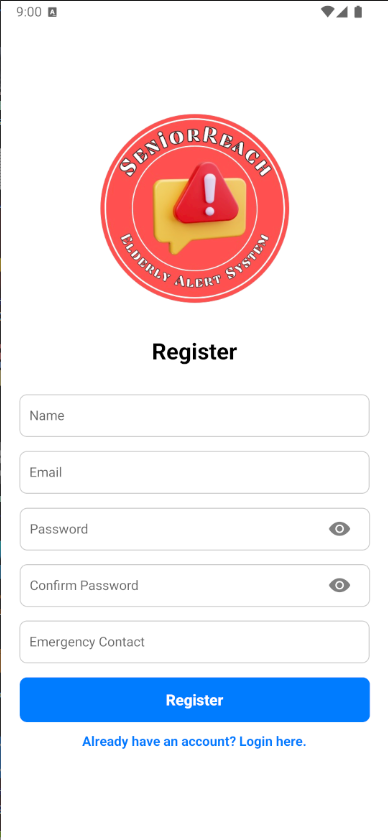 9:00 A
SENIORREACH
ELDERLY ALERT SYSTEM
Register
Name
Email
Password
Confirm Password
Emergency Contact
Register
Already have an account? Login here.